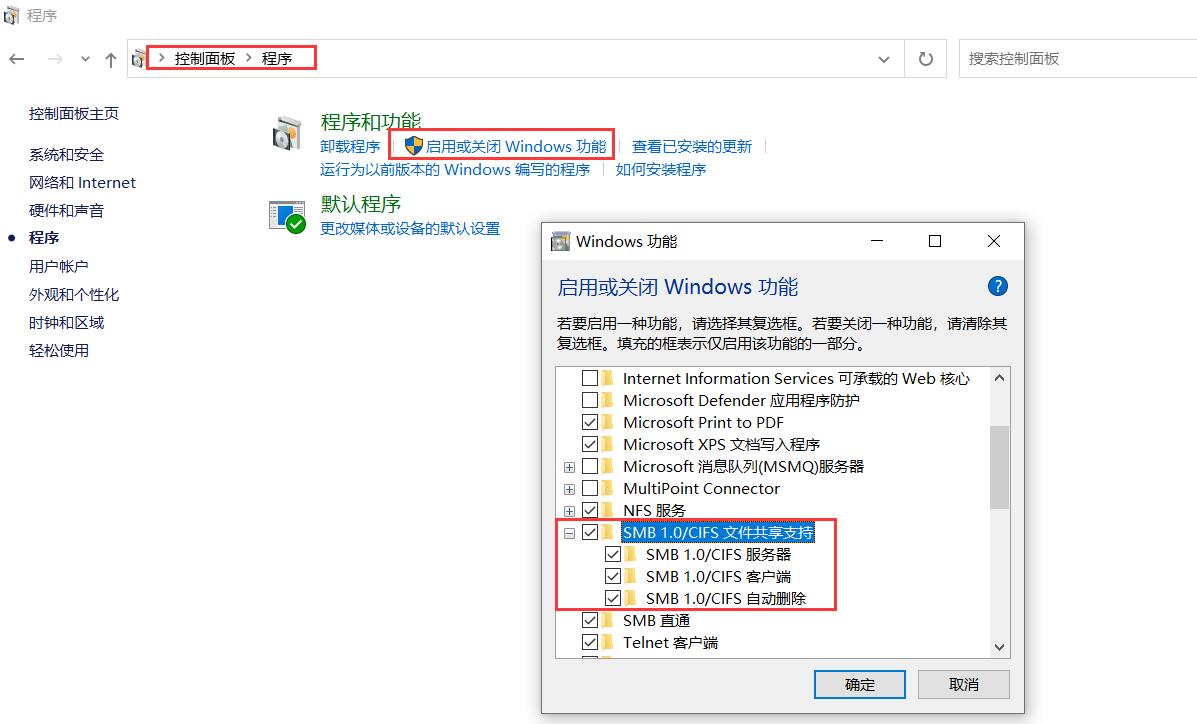 程序
控制面板 程序
搜索控制面板
控制面板主页
系统和安全
网络和 Internet
硬件和声音
程序
用户帐户
外观和个性化
时钟和区域
轻松使用
程序和功能
卸载程序 启用或关闭 Windows 功能 查看已安装的更新
运行为以前版本的 Windows 编写的程序 如何安装程序
默认程序
更改媒体或设备的默认设置
Windows 功能
启用或关闭 Windows 功能
?
若要启用一种功能，请选择其复选框。若要关闭一种功能，请清除其
复选框。填充的框表示仅启用该功能的一部分。
Internet Information Services 可承载的 Web 核心
Microsoft Defender 应用程序防护
Microsoft Print to PDF
Microsoft XPS 文档写入程序
Microsoft 消息队列(MSMQ)服务器
MultiPoint Connector
NFS 服务
SMB 1.0/CIFS 文件共享支持
SMB 1.0/CIFS 服务器
SMB 1.0/CIFS 客户端
SMB 1.0/CIFS 自动删除
SMB 直通
Telnet 客户端
确定 取消